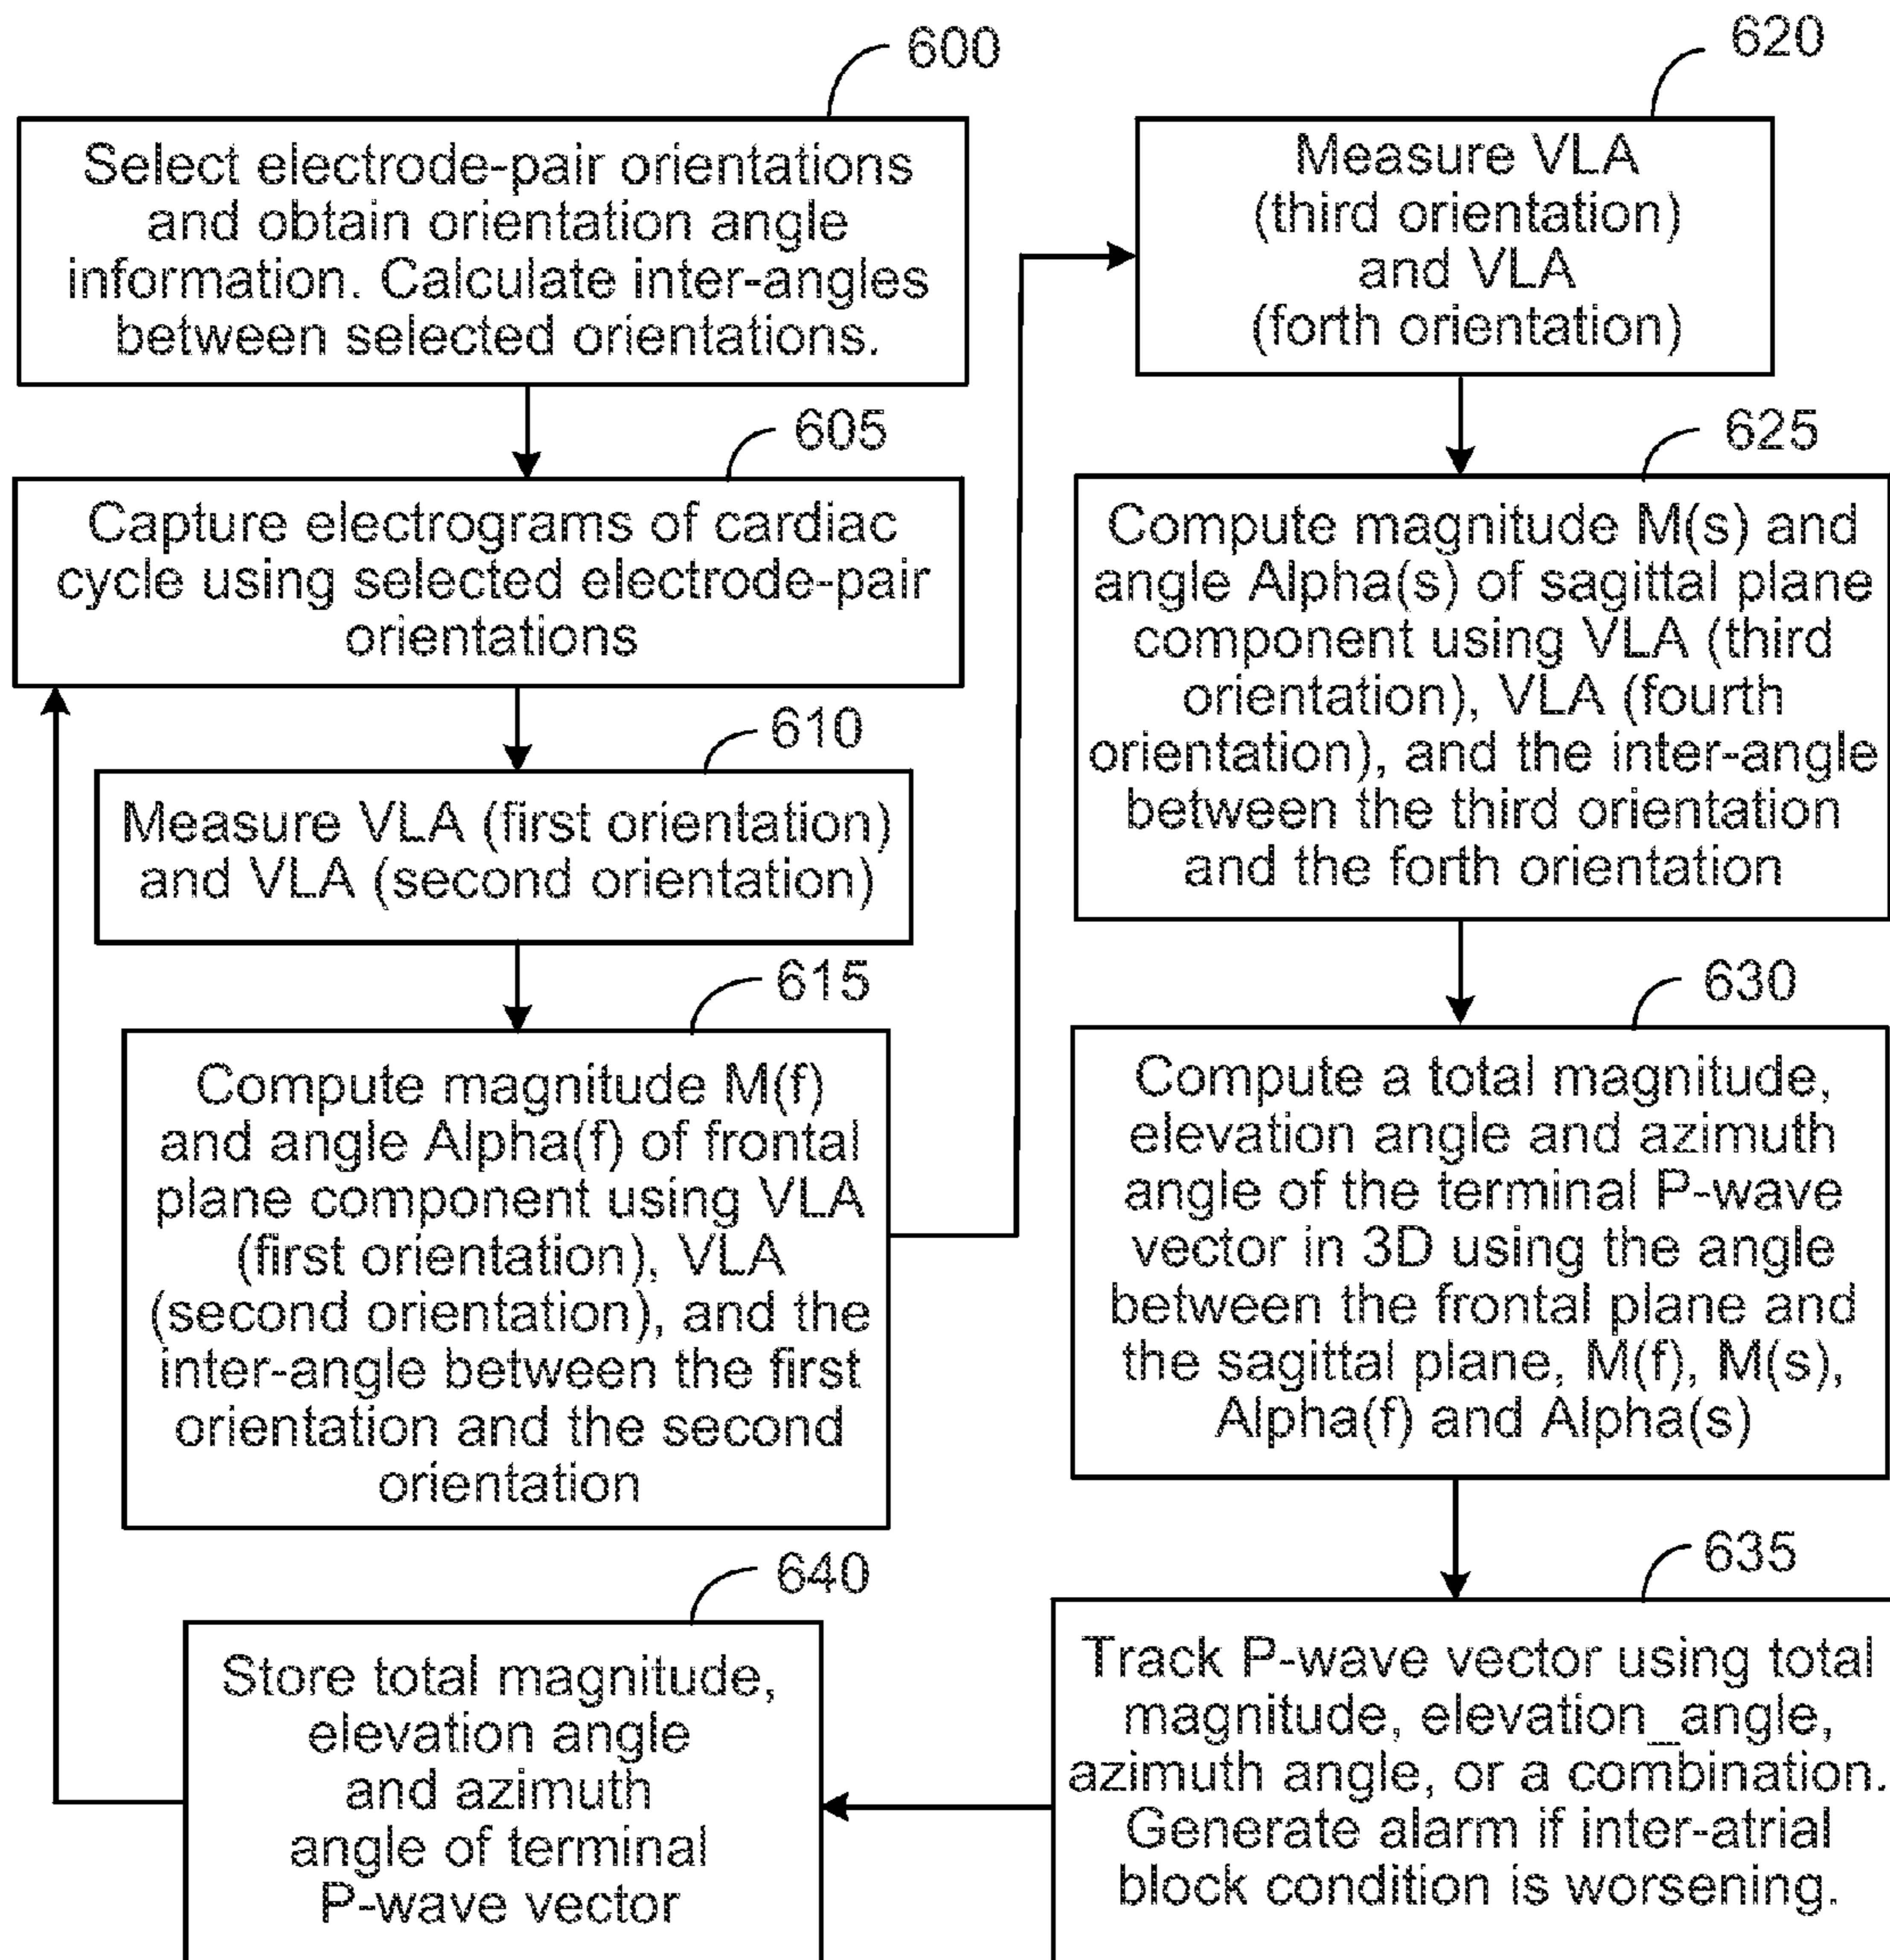 600
Select electrode-pair orientations
and obtain orientation angle
information. Calculate inter-angles
between selected orientations.
605
Capture electrograms of cardiac
cycle using selected electrode-pair
orientations
610
Measure VLA (first orientation)
and VLA (second orientation)
615
Compute magnitude M(f)
and angle Alpha(f) of frontal
plane component using VLA
(first orientation), VLA
(second orientation), and the
inter-angle between the first
orientation and the second
orientation
620
Measure VLA
(third orientation)
and VLA
(forth orientation)
625
Compute magnitude M(s) and
angle Alpha(s) of sagittal plane
component using VLA (third
orientation), VLA (fourth
orientation), and the inter-angle
between the third orientation
and the forth orientation
630
Compute a total magnitude,
elevation angle and azimuth
angle of the terminal P-wave
vector in 3D using the angle
between the frontal plane and
the sagittal plane, M(f), M(s),
Alpha(f) and Alpha(s)
635
Track P-wave vector using total
magnitude, elevation_angle,
azimuth angle, or a combination.
Generate alarm if inter-atrial
block condition is worsening.
640
Store total magnitude,
elevation angle
and azimuth
angle of terminal
P-wave vector